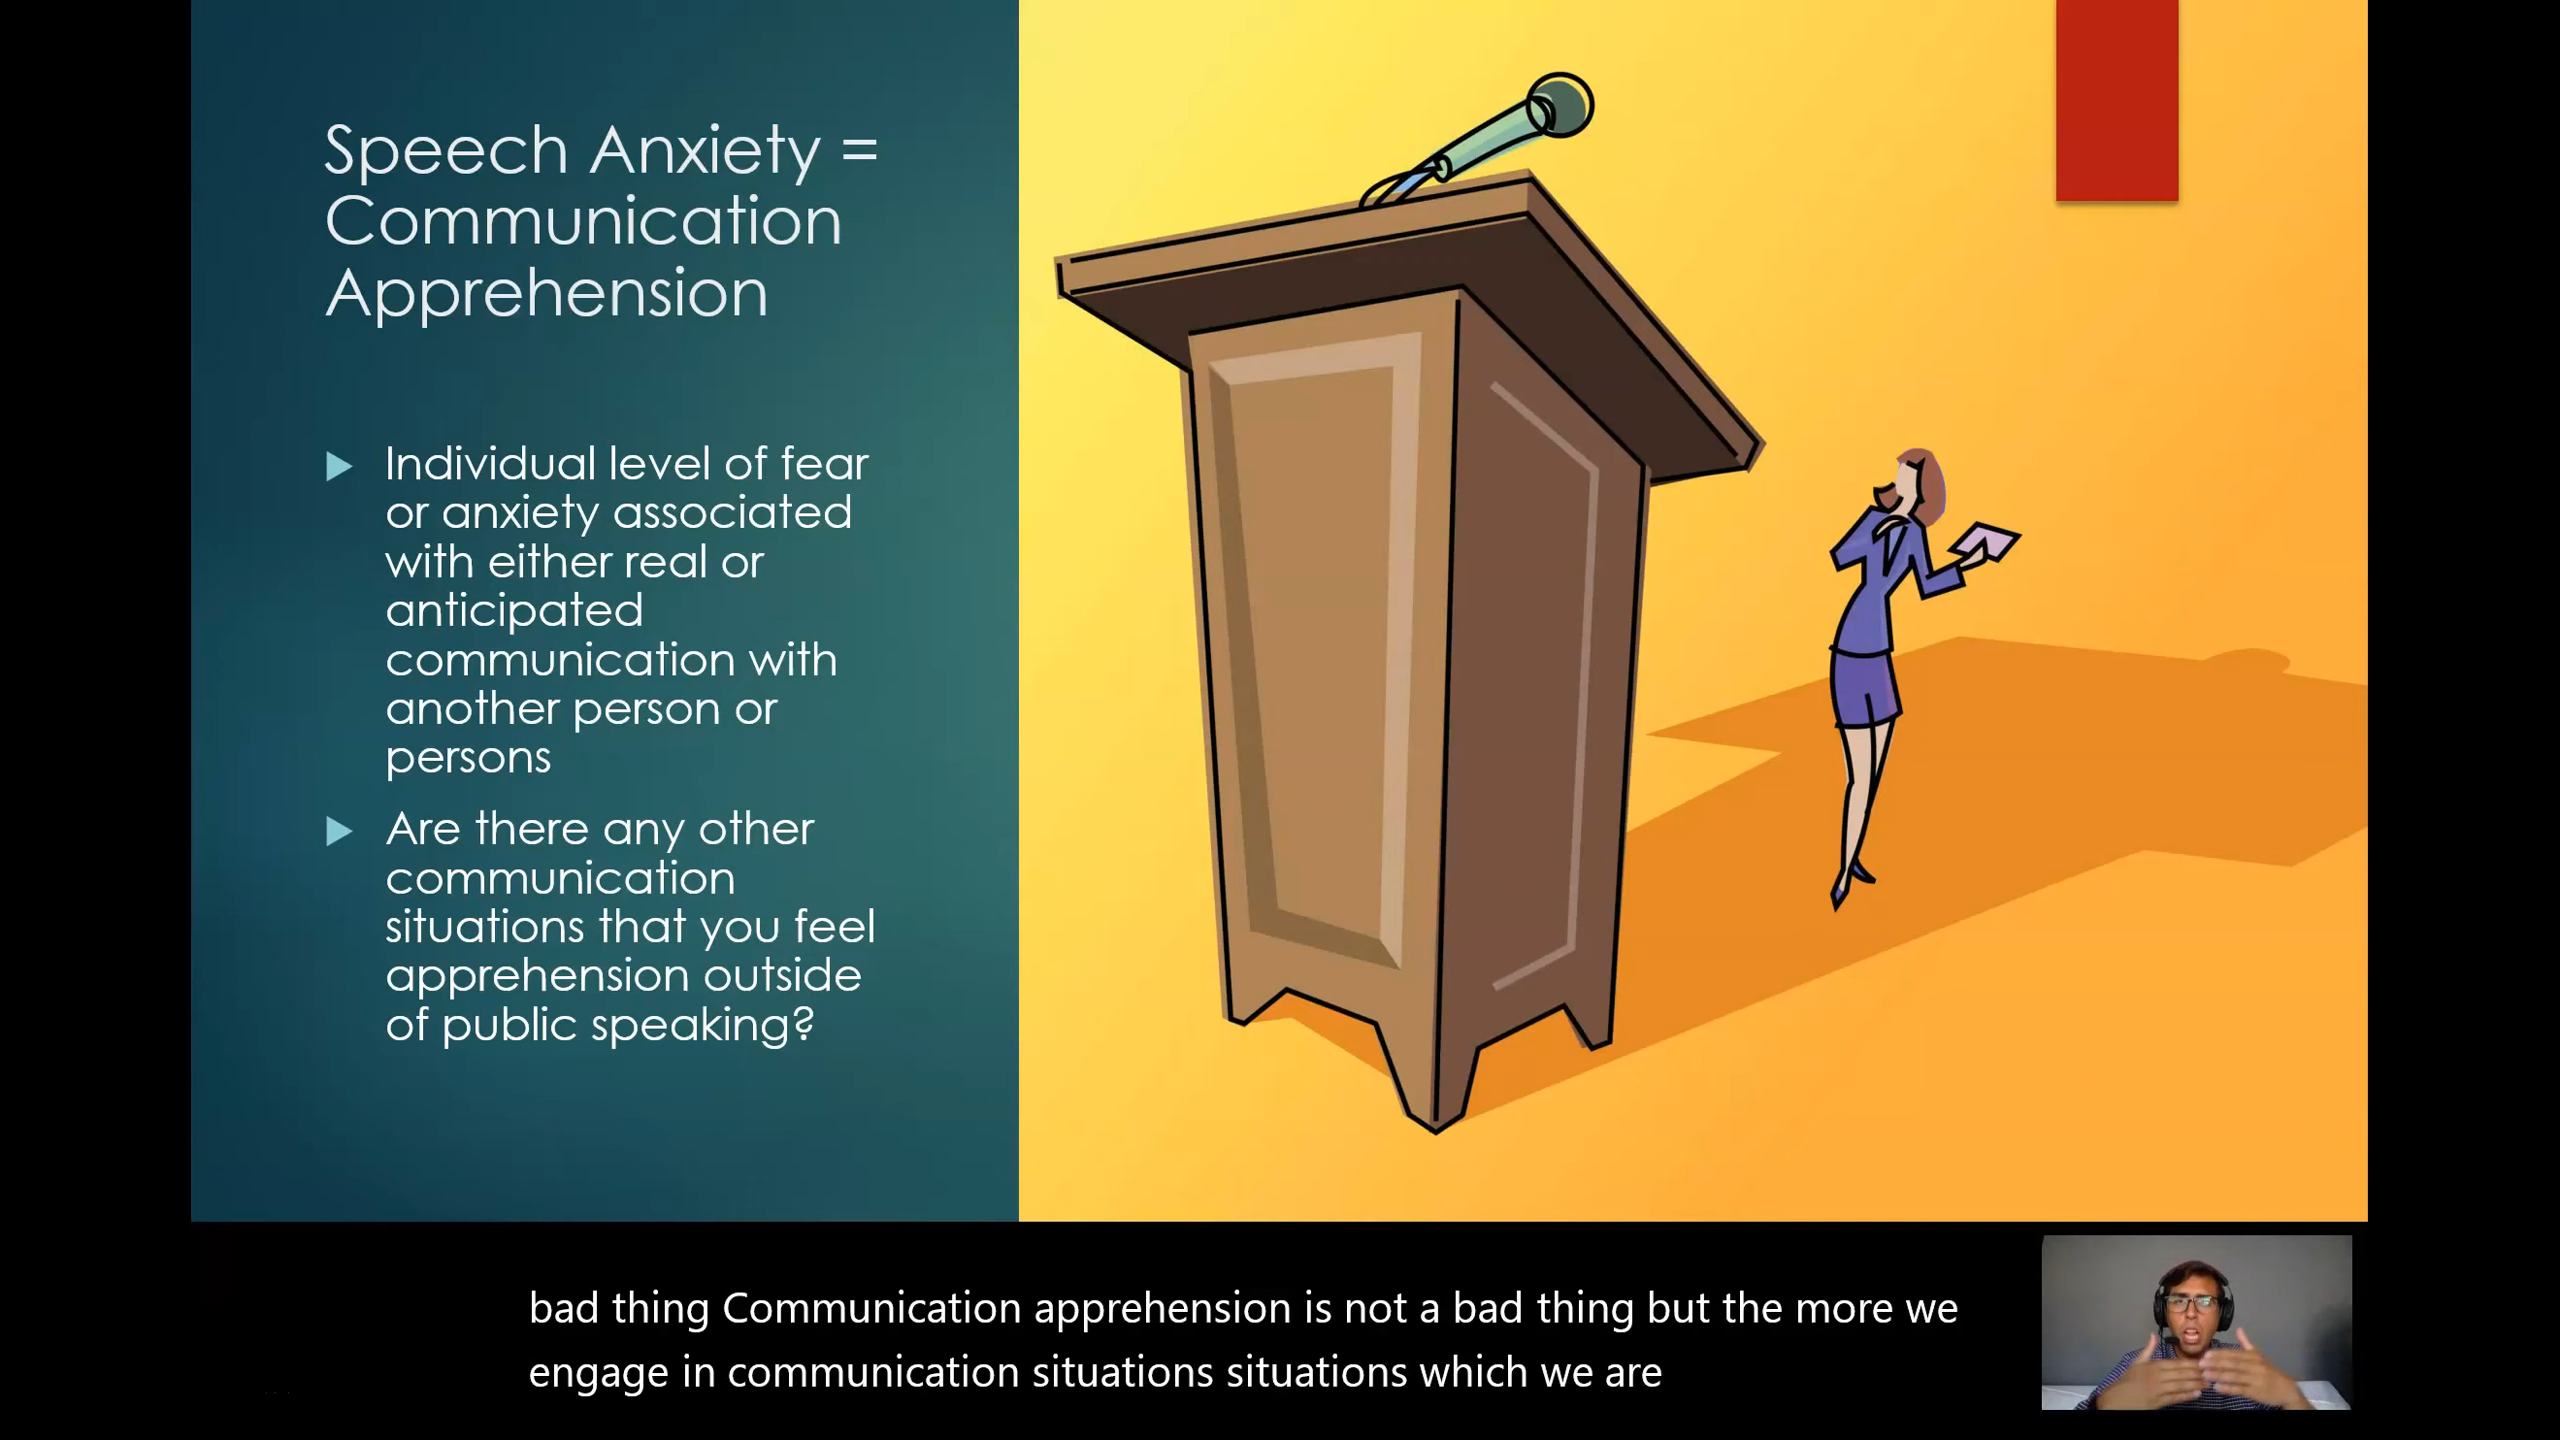 Speech Anxiety =
Communication
Apprehension
Individual level of fear
or anxiety associated
with either real or
anticipated
communication with
another person or
persons
Are there any other
communication
situations that you feel
apprehension outside
of public speaking?
bad thing Communication apprehension is not a bad thing but the more we
engage in communication situations situations which we are